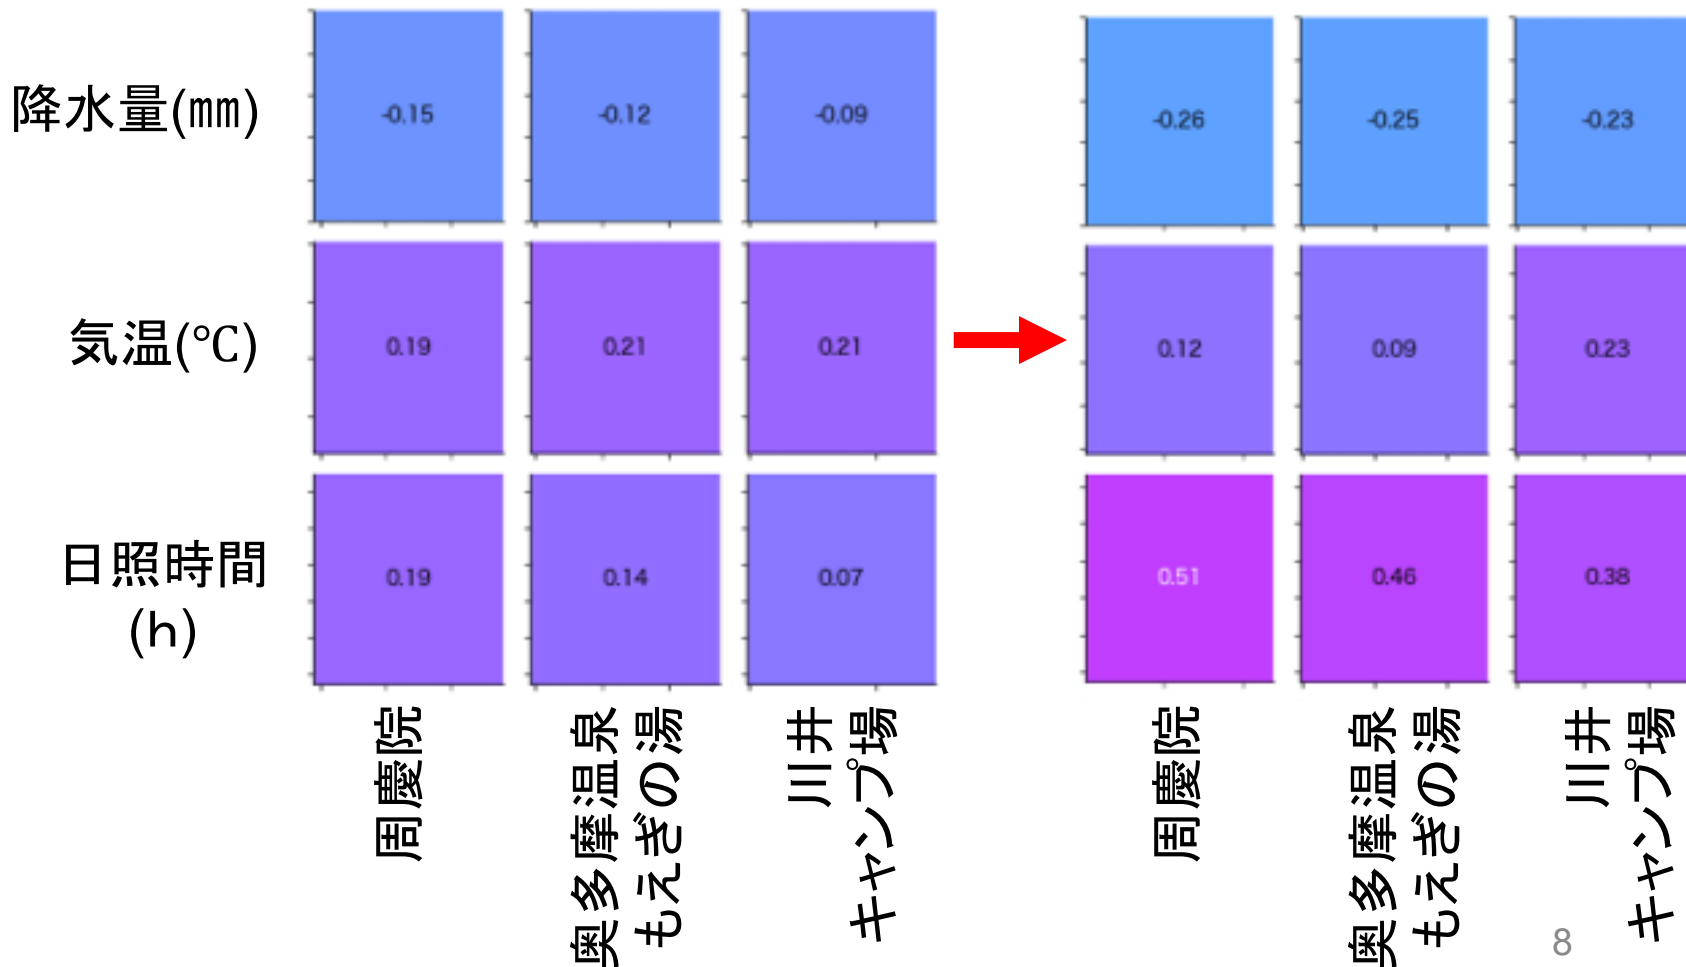 降水量(㎜)
-0.15
-0.12
-0.09
-0.26
-0.25
-0.23
気温(℃)
0.19
0.21
0.21
0.12
0.09
0.23
日照時間
(h)
0.19
0.14
0.07
0.51
0.46
0.38
周慶院
奥多摩温泉
もえぎの湯
川井
キャンプ場
周慶院
奥多摩温泉
もえぎの湯
川井
キャンプ場
8